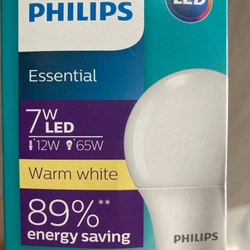 PHILIPS
LED
Essential
7W
LED
12W 65W
Warm white
89%**
energy saving
PHILIPS